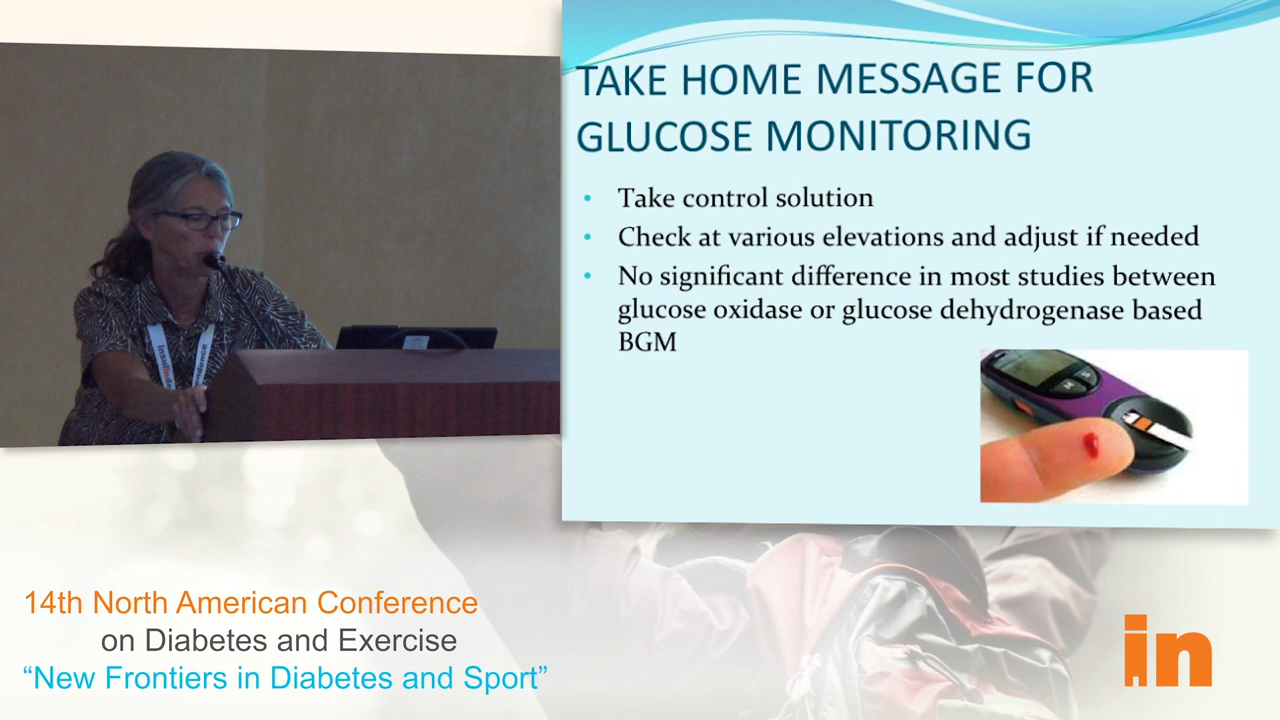 TAKE HOME MESSAGE FOR
GLUCOSE MONITORING
• Take control solution
• Check at various elevations and adjust if needed
• No significant difference in most studies between
glucose oxidase or glucose dehydrogenase based
BGM
insulindependence
14th North American Conference
on Diabetes and Exercise
“New Frontiers in Diabetes and Sport”
in